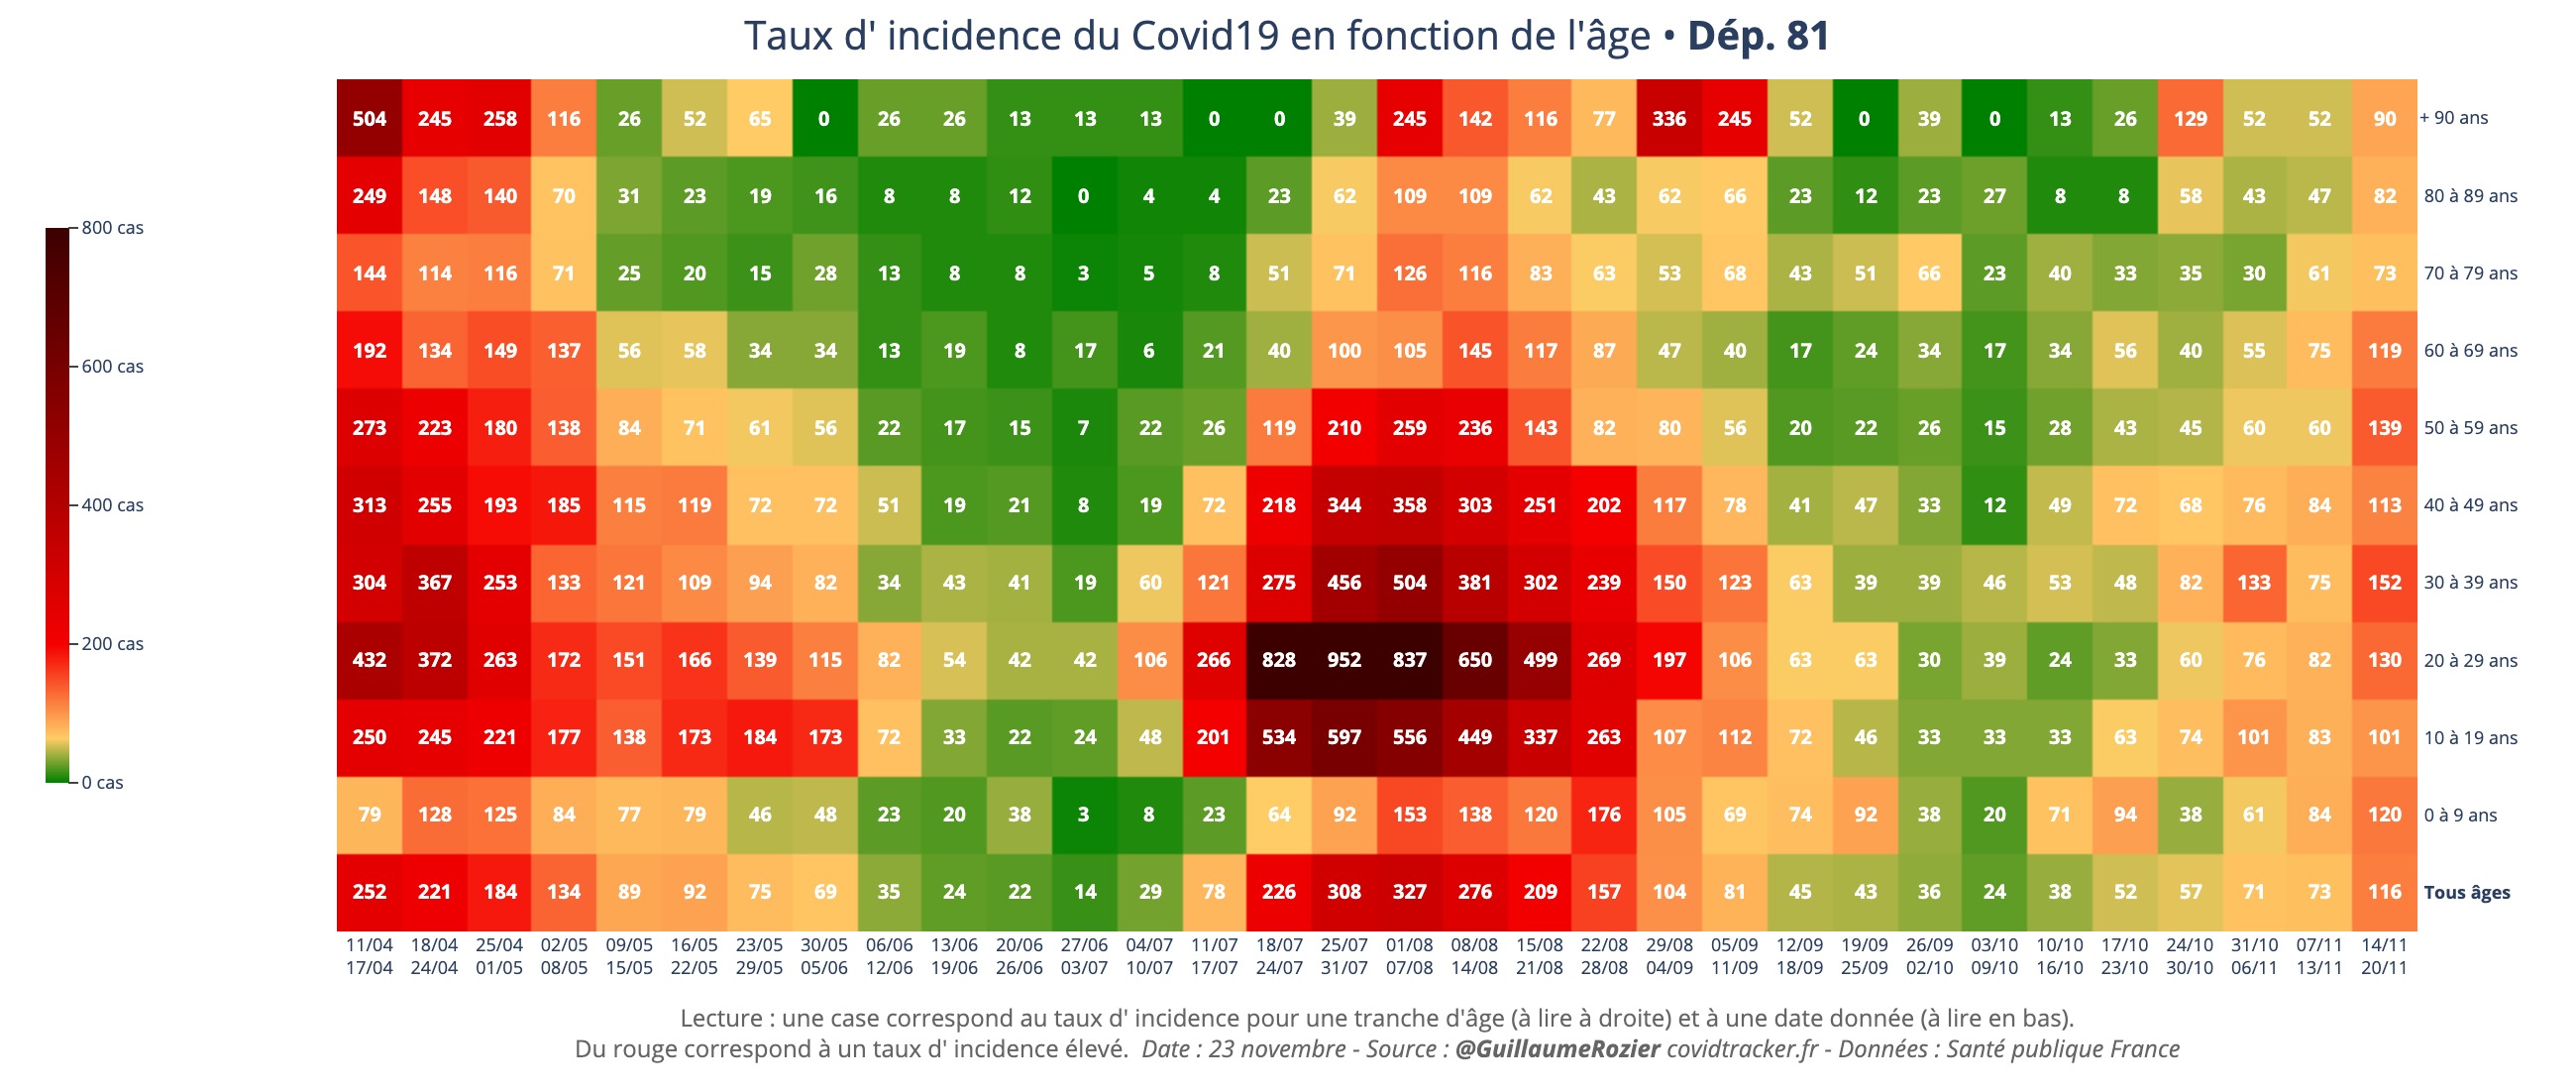 Taux d' incidence du Covid19 en fonction de l'âge • Dép. 81
800 cas
600 cas
400 cas
200 cas
0 cas
504 245 258 116 26 52 65 0 26 26 13 13 13 0 0 39 245 142 116 77 336 245 52 0 39 0 13 26 129 52 52 90 + 90 ans
249 148 140 70 31 23 19 16 8 8 12 0 4 4 23 62 109 109 62 43 62 66 23 12 23 27 8 8 58 43 47 82 80 à 89 ans
144 114 116 71 25 20 15 28 13 8 8 3 5 8 51 71 126 116 83 63 53 68 43 51 66 23 40 33 35 30 61 73 70 à 79 ans
192 134 149 137 56 58 34 34 13 19 8 17 6 21 40 100 105 145 117 87 47 40 17 24 34 17 34 56 40 55 75 119 60 à 69 ans
273 223 180 138 84 71 61 56 22 17 15 7 22 26 119 210 259 236 143 82 80 56 20 22 26 15 28 43 45 60 60 139 50 à 59 ans
313 255 193 185 115 119 72 72 51 19 21 8 19 72 218 344 358 303 251 202 117 78 41 47 33 12 49 72 68 76 84 113 40 à 49 ans
304 367 253 133 121 109 94 82 34 43 41 19 60 121 275 456 504 381 302 239 150 123 63 39 39 46 53 48 82 133 75 152 30 à 39 ans
432 372 263 172 151 166 139 115 82 54 42 42 106 266 828 952 837 650 499 269 197 106 63 63 30 39 24 33 60 76 82 130 20 à 29 ans
250 245 221 177 138 173 184 173 72 33 22 24 48 201 534 597 556 449 337 263 107 112 72 46 33 33 33 63 74 101 83 101 10 à 19 ans
79 128 125 84 77 79 46 48 23 20 38 3 8 23 64 92 153 138 120 176 105 69 74 92 38 20 71 94 38 61 84 120 0 à 9 ans
252 221 184 134 89 92 75 69 35 24 22 14 29 78 226 308 327 276 209 157 104 81 45 43 36 24 38 52 57 71 73 116 Tous âges
11/04 18/04 25/04 02/05 09/05 16/05 23/05 30/05 06/06 13/06 20/06 27/06 04/07 11/07 18/07 25/07 01/08 08/08 15/08 22/08 29/08 05/09 12/09 19/09 26/09 03/10 10/10 17/10 24/10 31/10 07/11 14/11
17/04 24/04 01/05 08/05 15/05 22/05 29/05 05/06 12/06 19/06 26/06 03/07 10/07 17/07 24/07 31/07 07/08 14/08 21/08 28/08 04/09 11/09 18/09 25/09 02/10 09/10 16/10 23/10 30/10 06/11 13/11 20/11
Lecture : une case correspond au taux d' incidence pour une tranche d'âge (à lire à droite) et à une date donnée (à lire en bas).
Du rouge correspond à un taux d' incidence élevé. Date : 23 novembre - Source : @GuillaumeRozier covidtracker.fr - Données : Santé publique France